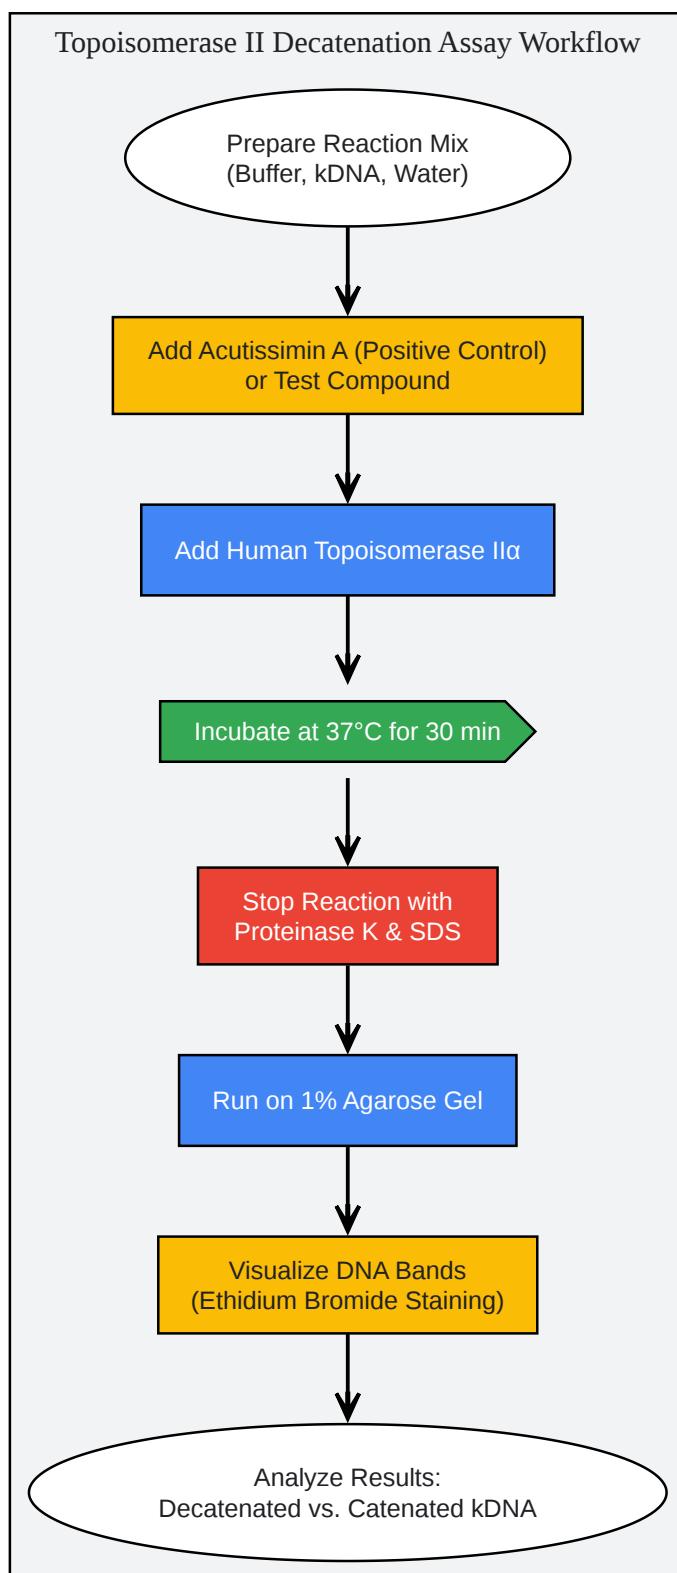 Topoisomerase II Decatenation Assay Workflow
Prepare Reaction Mix
(Buffer, kDNA, Water)
Add Acutissimin A (Positive Control)
or Test Compound
Add Human Topoisomerase IIα
Incubate at 37°C for 30 min
Stop Reaction with
Proteinase K & SDS
Run on 1% Agarose Gel
Visualize DNA Bands
(Ethidium Bromide Staining)
Analyze Results:
Decatenated vs. Catenated kDNA